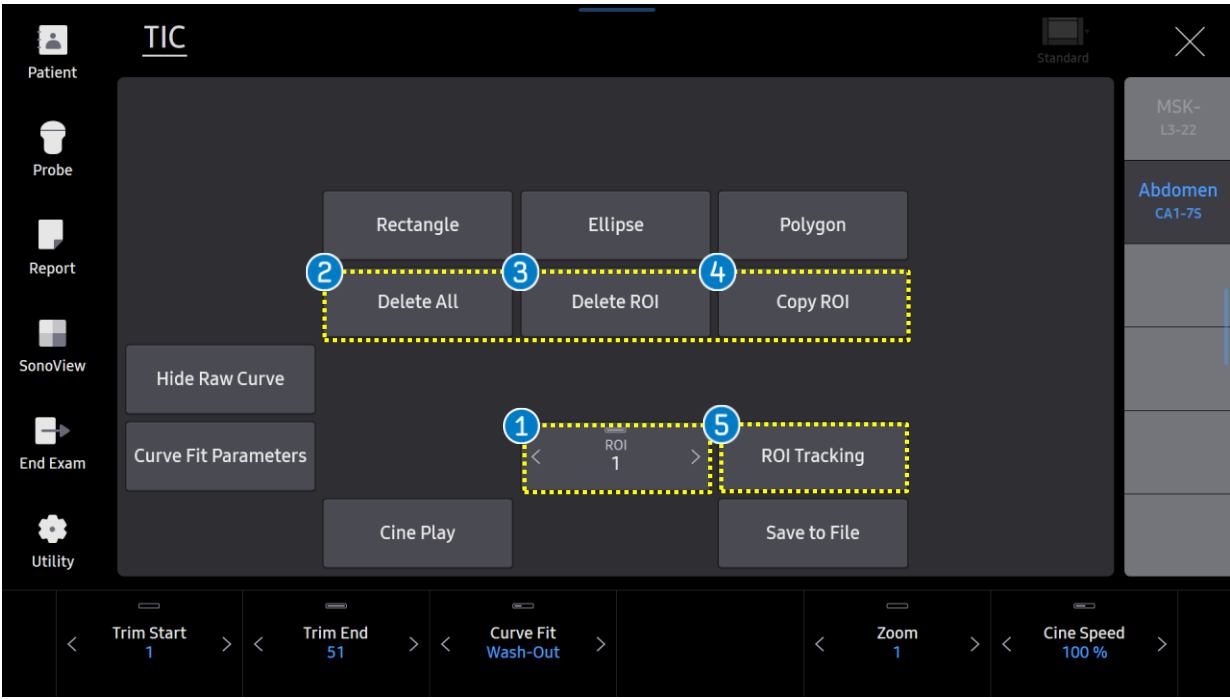 TIC
Standard
Patient
Probe
Report
SonoView
End Exam
Utility
MSK-
L3-22
Abdomen
CA1-7S
Rectangle
Ellipse
Polygon
2
Delete All
3
Delete ROI
4
Copy ROI
Hide Raw Curve
Curve Fit Parameters
1
< ROI >
1
5
ROI Tracking
Cine Play
Save to File
< Trim Start >
1
< Trim End >
51
< Curve Fit >
Wash-Out
< Zoom >
1
< Cine Speed >
100 %